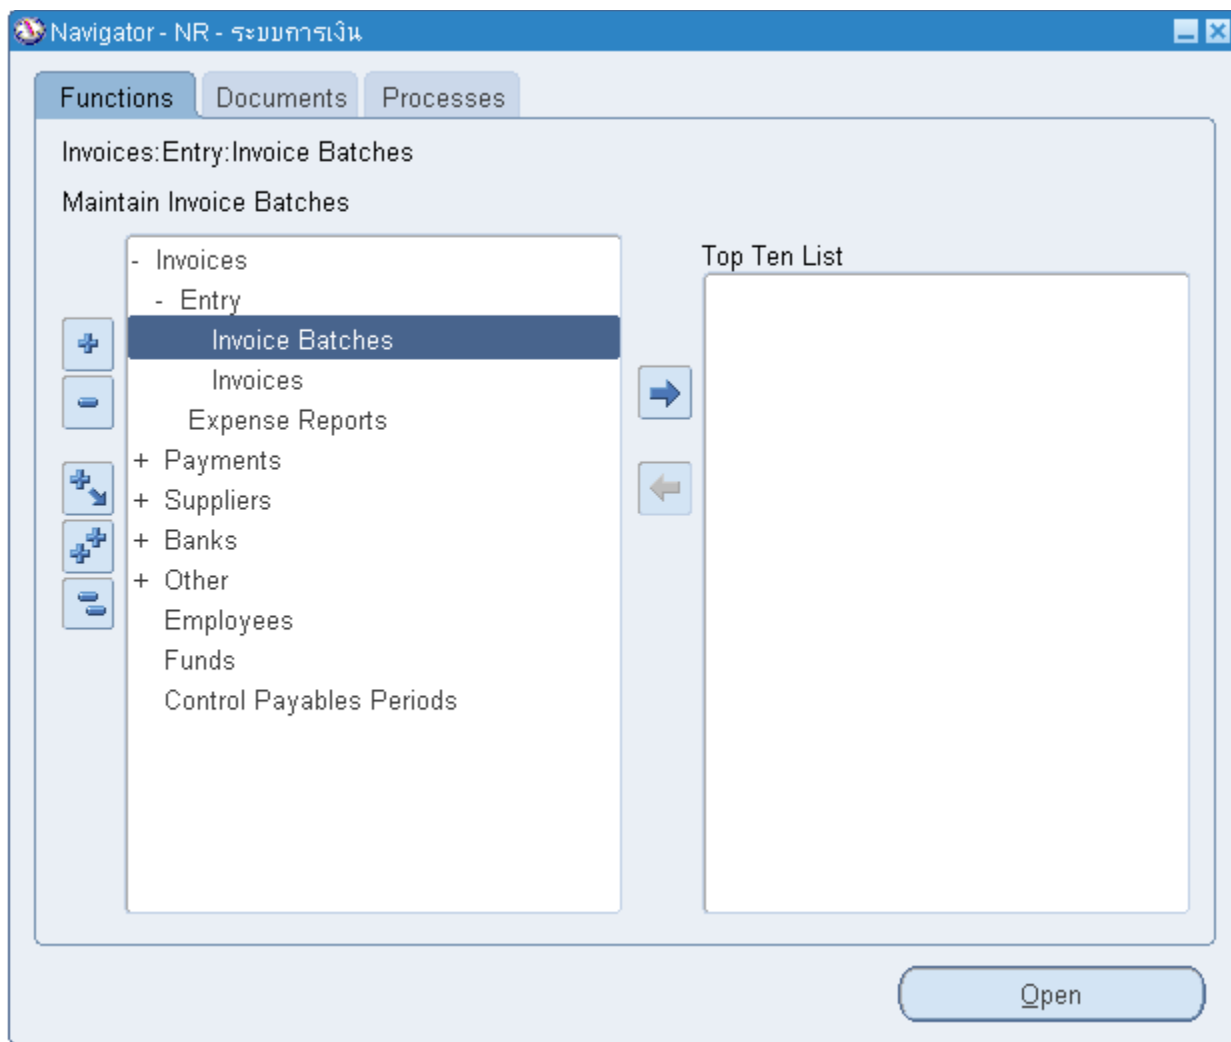 Navigator - NR - ระบบการเงิน
Functions Documents Processes
Invoices:Entry:Invoice Batches
Maintain Invoice Batches
- Invoices
- Entry
Invoice Batches
Invoices
Expense Reports
+ Payments
+ Suppliers
+ Banks
+ Other
Employees
Funds
Control Payables Periods
Top Ten List
Open